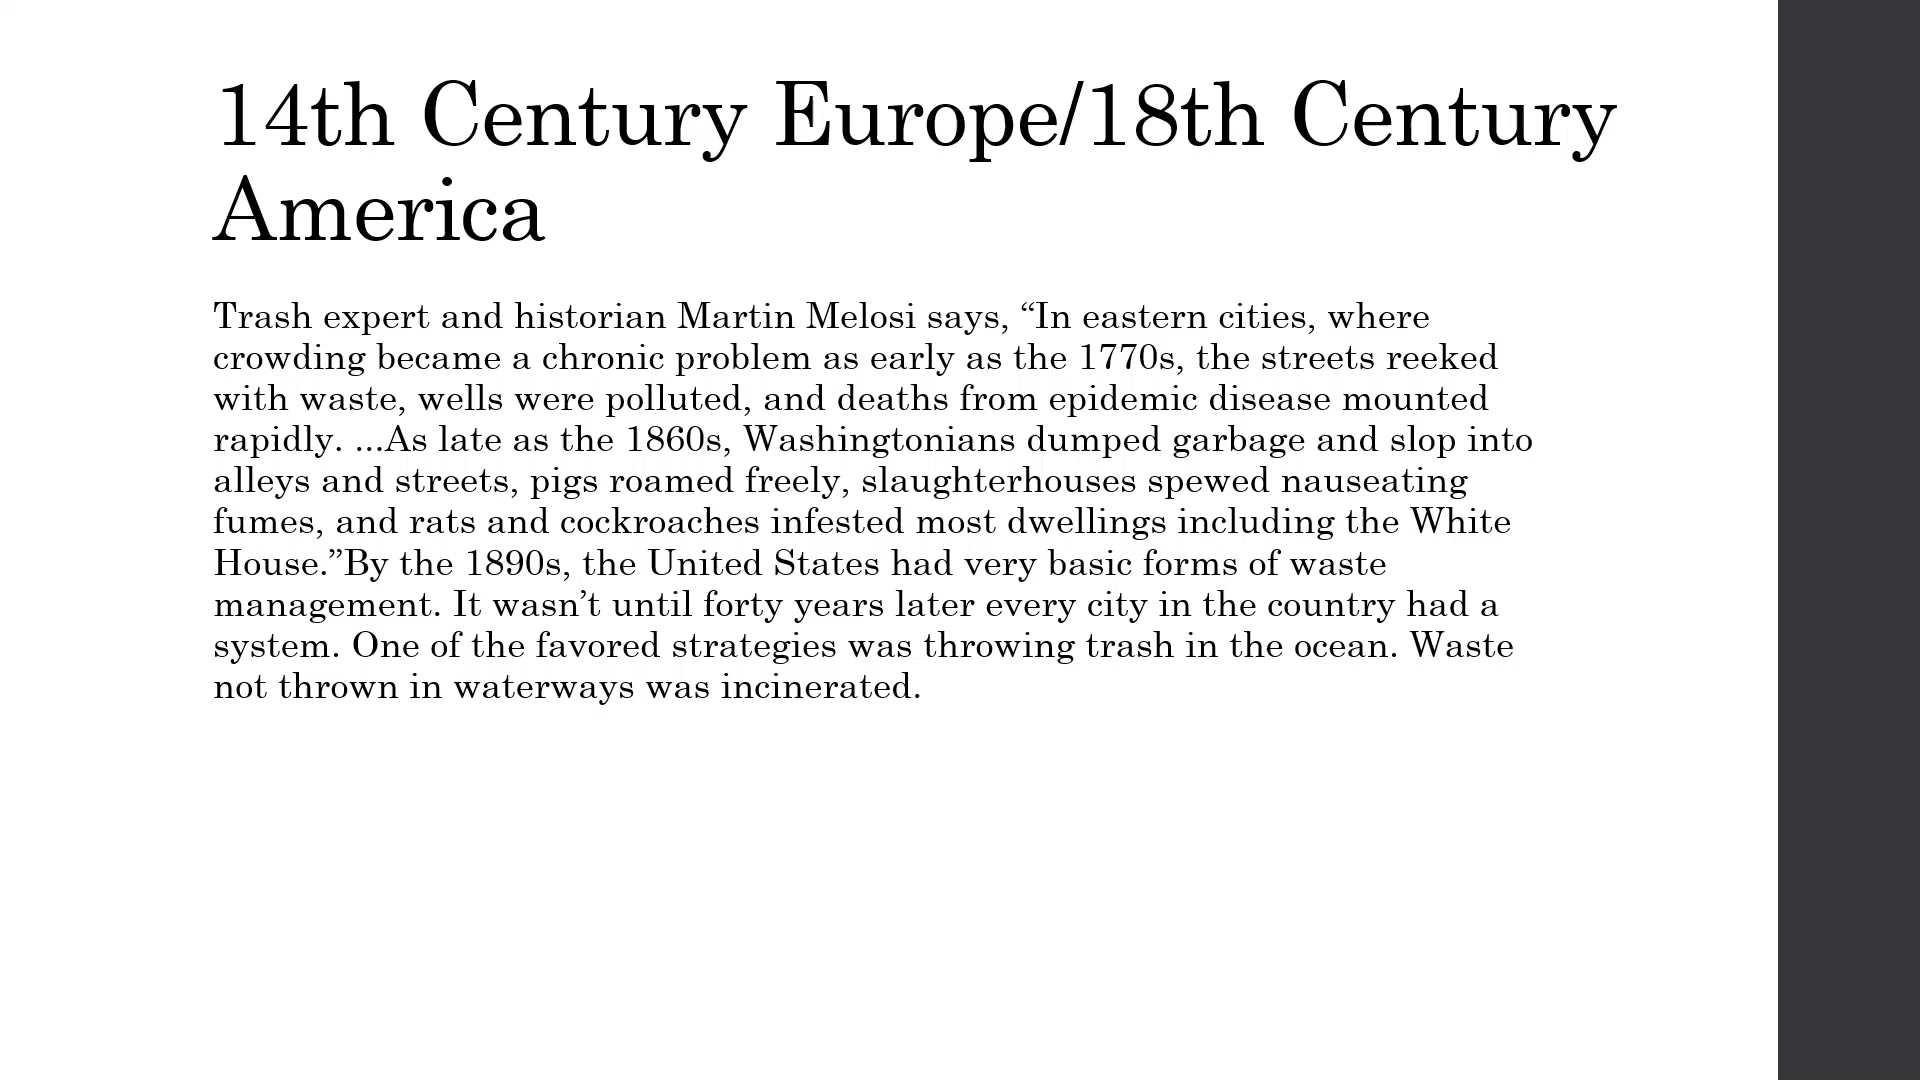 14th Century Europe/18th Century
America
Trash expert and historian Martin Melosi says, “In eastern cities, where
crowding became a chronic problem as early as the 1770s, the streets reeked
with waste, wells were polluted, and deaths from epidemic disease mounted
rapidly. ...As late as the 1860s, Washingtonians dumped garbage and slop into
alleys and streets, pigs roamed freely, slaughterhouses spewed nauseating
fumes, and rats and cockroaches infested most dwellings including the White
House.”By the 1890s, the United States had very basic forms of waste
management. It wasn’t until forty years later every city in the country had a
system. One of the favored strategies was throwing trash in the ocean. Waste
not thrown in waterways was incinerated.